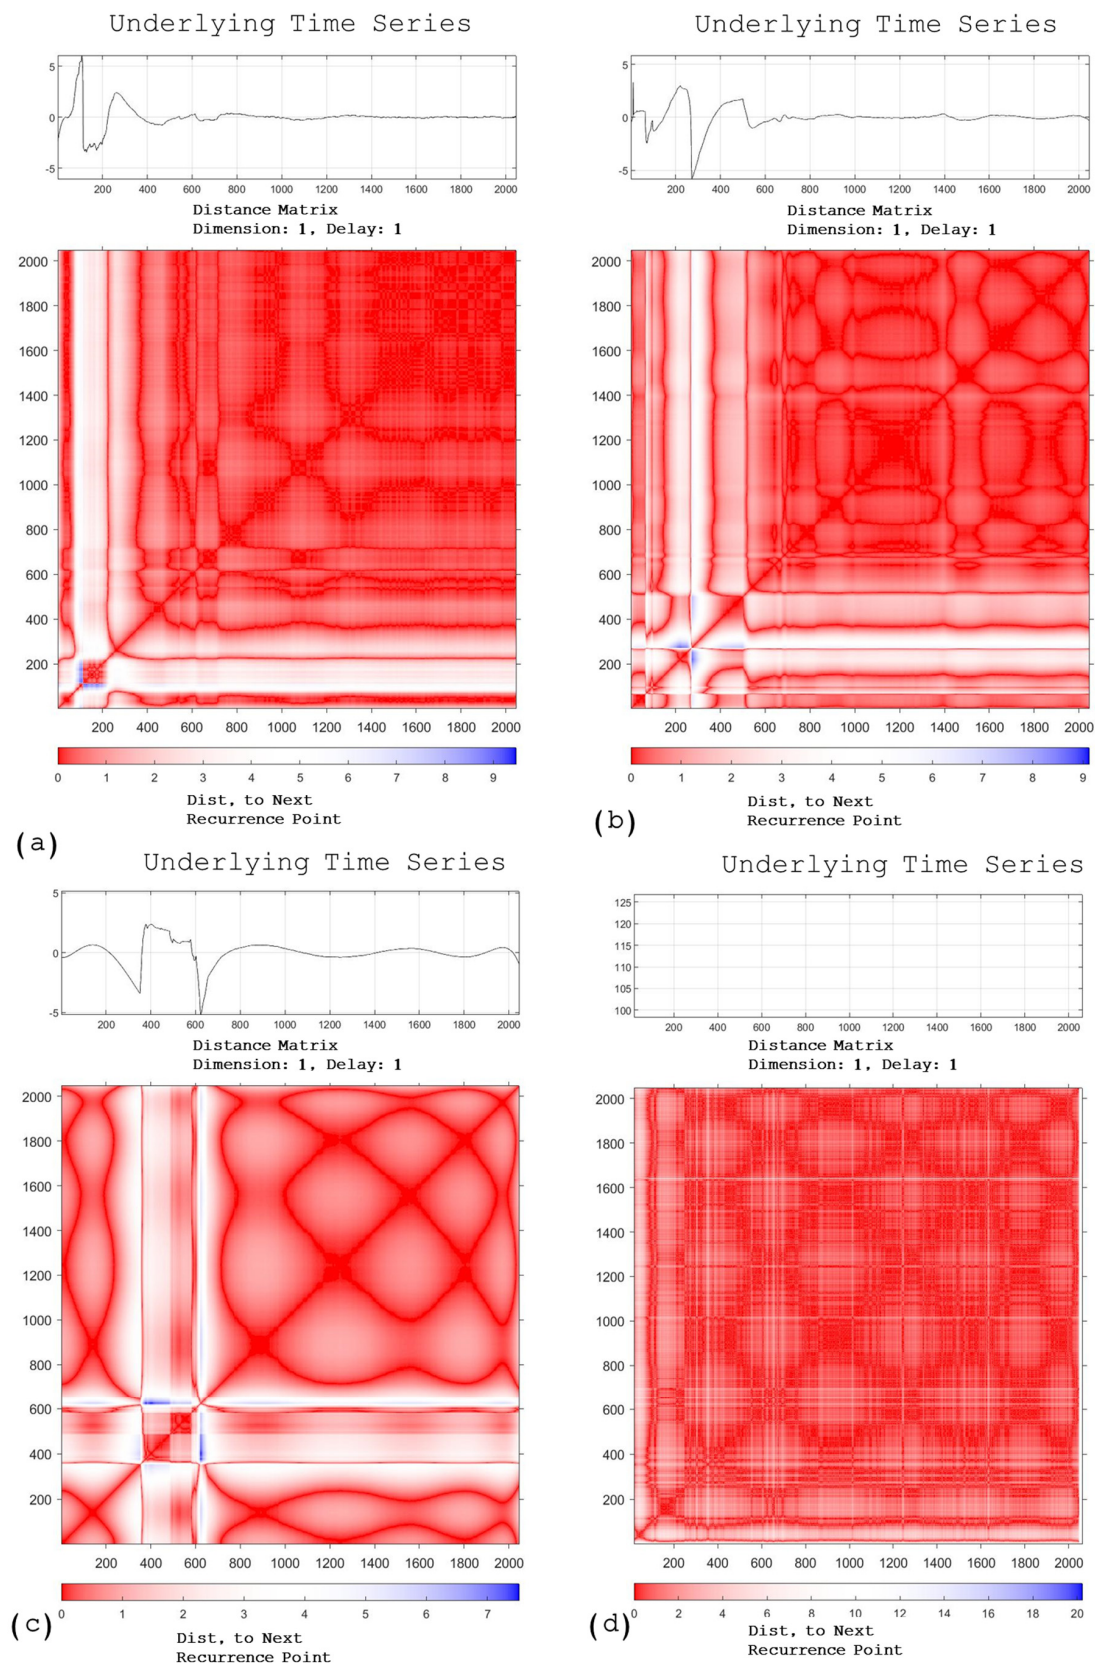 Underlying Time Series
5
0
-5
200 400 600 800 1000 1200 1400 1600 1800 2000
Distance Matrix
Dimension: 1, Delay: 1
2000
1800
1600
1400
1200
1000
800
600
400
200
200 400 600 800 1000 1200 1400 1600 1800 2000
0 1 2 3 4 5 6 7 8 9
Dist, to Next
Recurrence Point
(a)
Underlying Time Series
5
0
-5
200 400 600 800 1000 1200 1400 1600 1800 2000
Distance Matrix
Dimension: 1, Delay: 1
2000
1800
1600
1400
1200
1000
800
600
400
200
200 400 600 800 1000 1200 1400 1600 1800 2000
0 1 2 3 4 5 6 7 8 9
Dist, to Next
Recurrence Point
(b)
Underlying Time Series
5
0
-5
200 400 600 800 1000 1200 1400 1600 1800 2000
Distance Matrix
Dimension: 1, Delay: 1
2000
1800
1600
1400
1200
1000
800
600
400
200
200 400 600 800 1000 1200 1400 1600 1800 2000
0 1 2 3 4 5 6 7
(c)
Dist, to Next
Recurrence Point
Underlying Time Series
125
120
115
110
105
100
200 400 600 800 1000 1200 1400 1600 1800 2000
Distance Matrix
Dimension: 1, Delay: 1
2000
1800
1600
1400
1200
1000
800
600
400
200
200 400 600 800 1000 1200 1400 1600 1800 2000
0 2 4 6 8 10 12 14 16 18 20
(d)
Dist, to Next
Recurrence Point